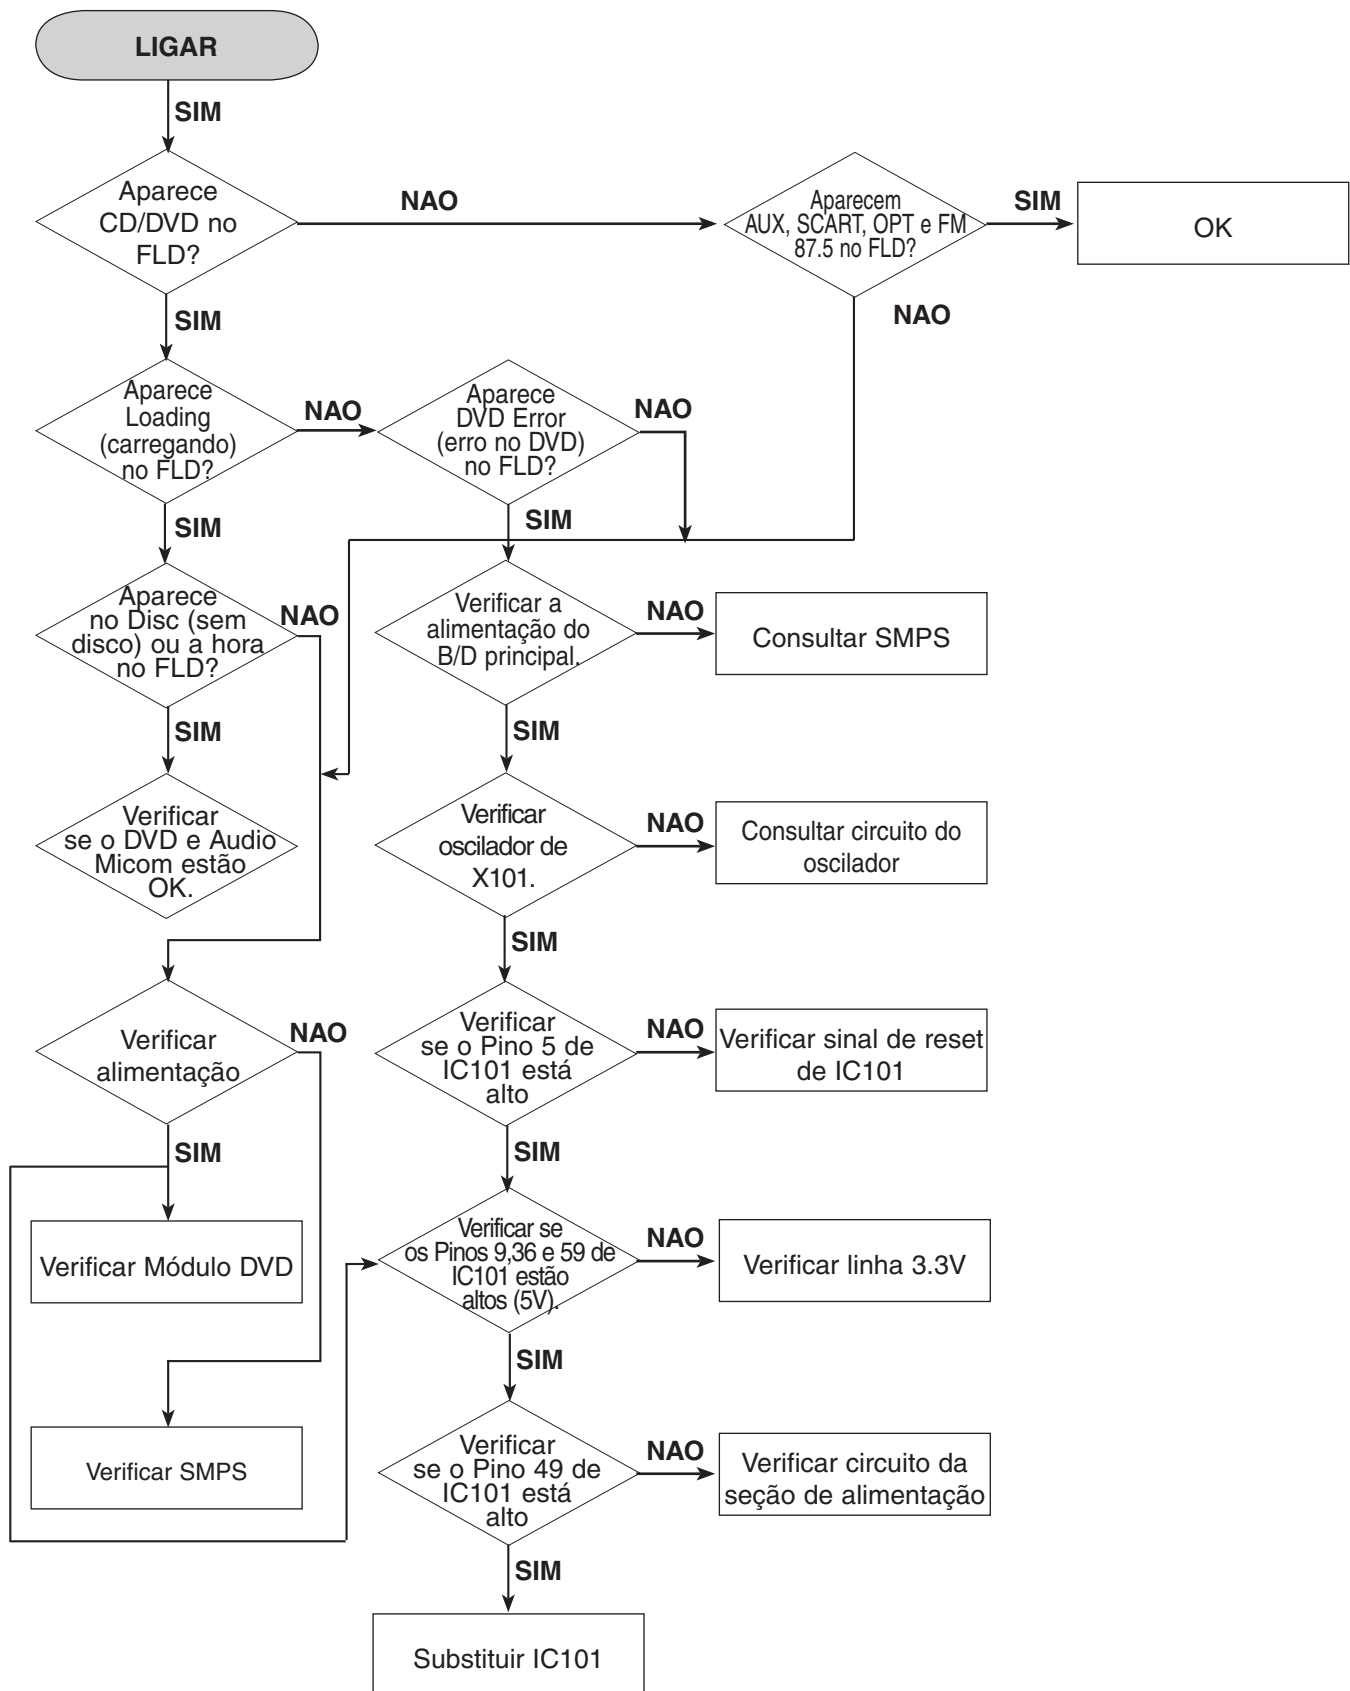 LIGAR
SIM
Aparece
CD/DVD no
FLD?
NAO
Aparecem
AUX, SCART, OPT e FM
87.5 no FLD?
SIM
OK
SIM
NAO
Aparece
Loading
(carregando)
no FLD?
NAO
Aparece
DVD Error
(erro no DVD)
no FLD?
NAO
SIM
SIM
Aparece
no Disc (sem
disco) ou a hora
no FLD?
NAO
Verificar a
alimentação do
B/D principal.
NAO
Consultar SMPS
SIM
SIM
Verificar
se o DVD e Audio
Micom estão
OK.
Verificar
oscilador de
X101.
NAO
Consultar circuito do
oscilador
SIM
Verificar
alimentação
NAO
Verificar
se o Pino 5 de
IC101 está
alto
NAO
Verificar sinal de reset
de IC101
SIM
SIM
Verificar Módulo DVD
Verificar se
os Pinos 9,36 e 59 de
IC101 estão
altos (5V).
NAO
Verificar linha 3.3V
SIM
Verificar SMPS
Verificar
se o Pino 49 de
IC101 está
alto
NAO
Verificar circuito da
seção de alimentação
SIM
Substituir IC101